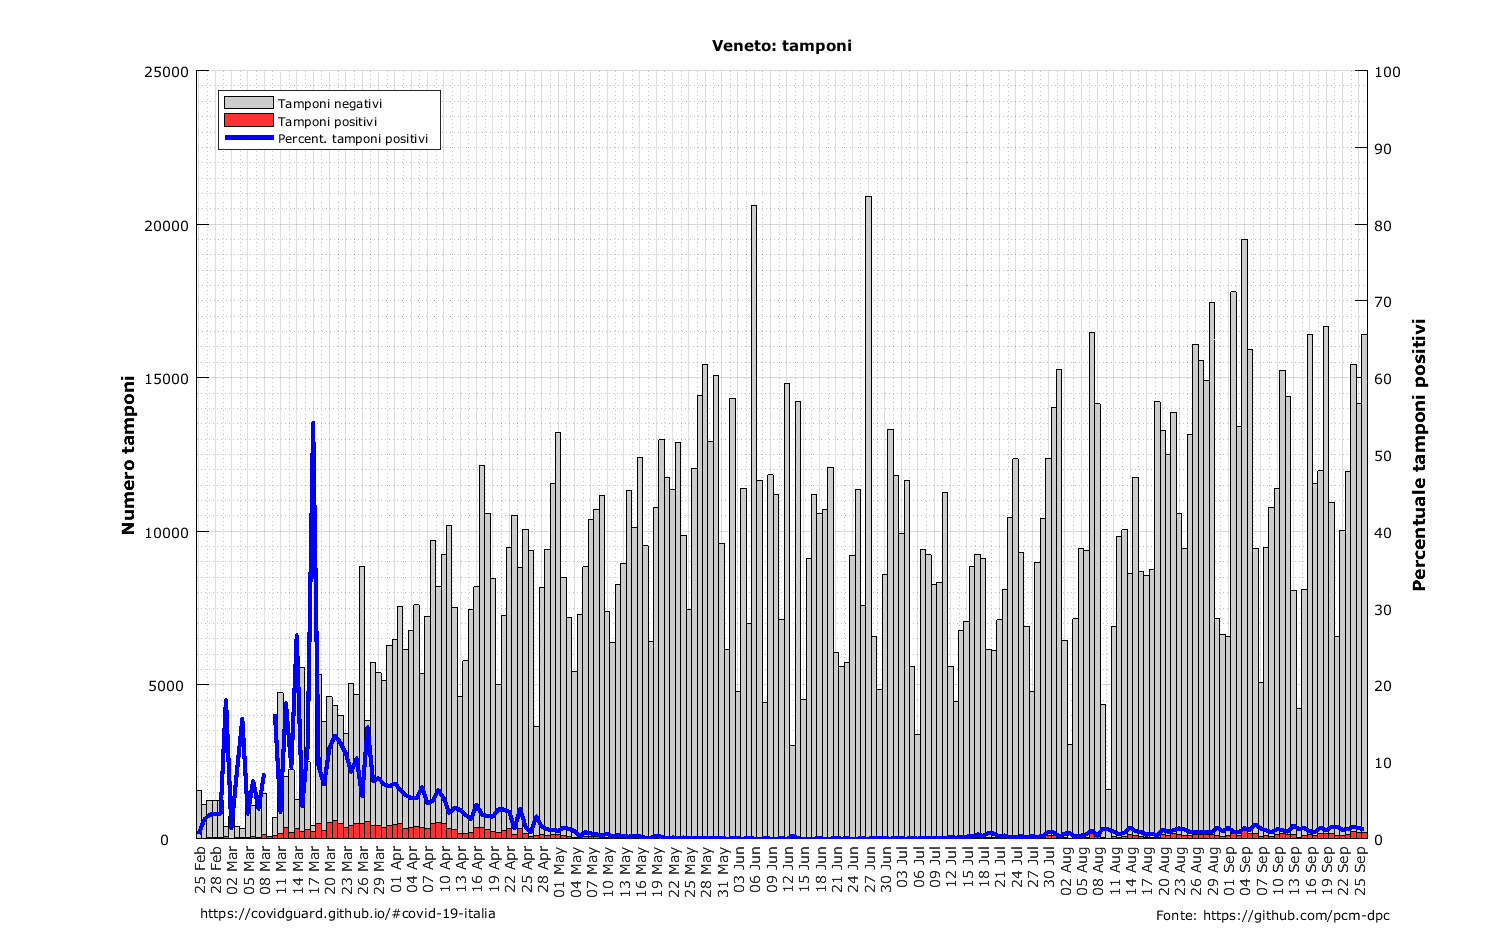 Veneto: tamponi
25000
20000
15000
10000
5000
0
Numero tamponi
Tamponi negativi
Tamponi positivi
Percent. tamponi positivi
100
90
80
70
60
50
40
30
20
10
0
Percentuale tamponi positivi
25 Feb
28 Feb
02 Mar
05 Mar
08 Mar
11 Mar
14 Mar
17 Mar
20 Mar
23 Mar
26 Mar
29 Mar
01 Apr
04 Apr
07 Apr
10 Apr
13 Apr
16 Apr
19 Apr
22 Apr
25 Apr
28 Apr
01 May
04 May
07 May
10 May
13 May
16 May
19 May
22 May
25 May
28 May
31 May
03 Jun
06 Jun
09 Jun
12 Jun
15 Jun
18 Jun
21 Jun
24 Jun
27 Jun
30 Jun
03 Jul
06 Jul
09 Jul
12 Jul
15 Jul
18 Jul
21 Jul
24 Jul
27 Jul
30 Jul
02 Aug
05 Aug
08 Aug
11 Aug
14 Aug
17 Aug
20 Aug
23 Aug
26 Aug
29 Aug
01 Sep
04 Sep
07 Sep
10 Sep
13 Sep
16 Sep
19 Sep
22 Sep
25 Sep
https://covidguard.github.io/#covid-19-italia
Fonte: https://github.com/pcm-dpc